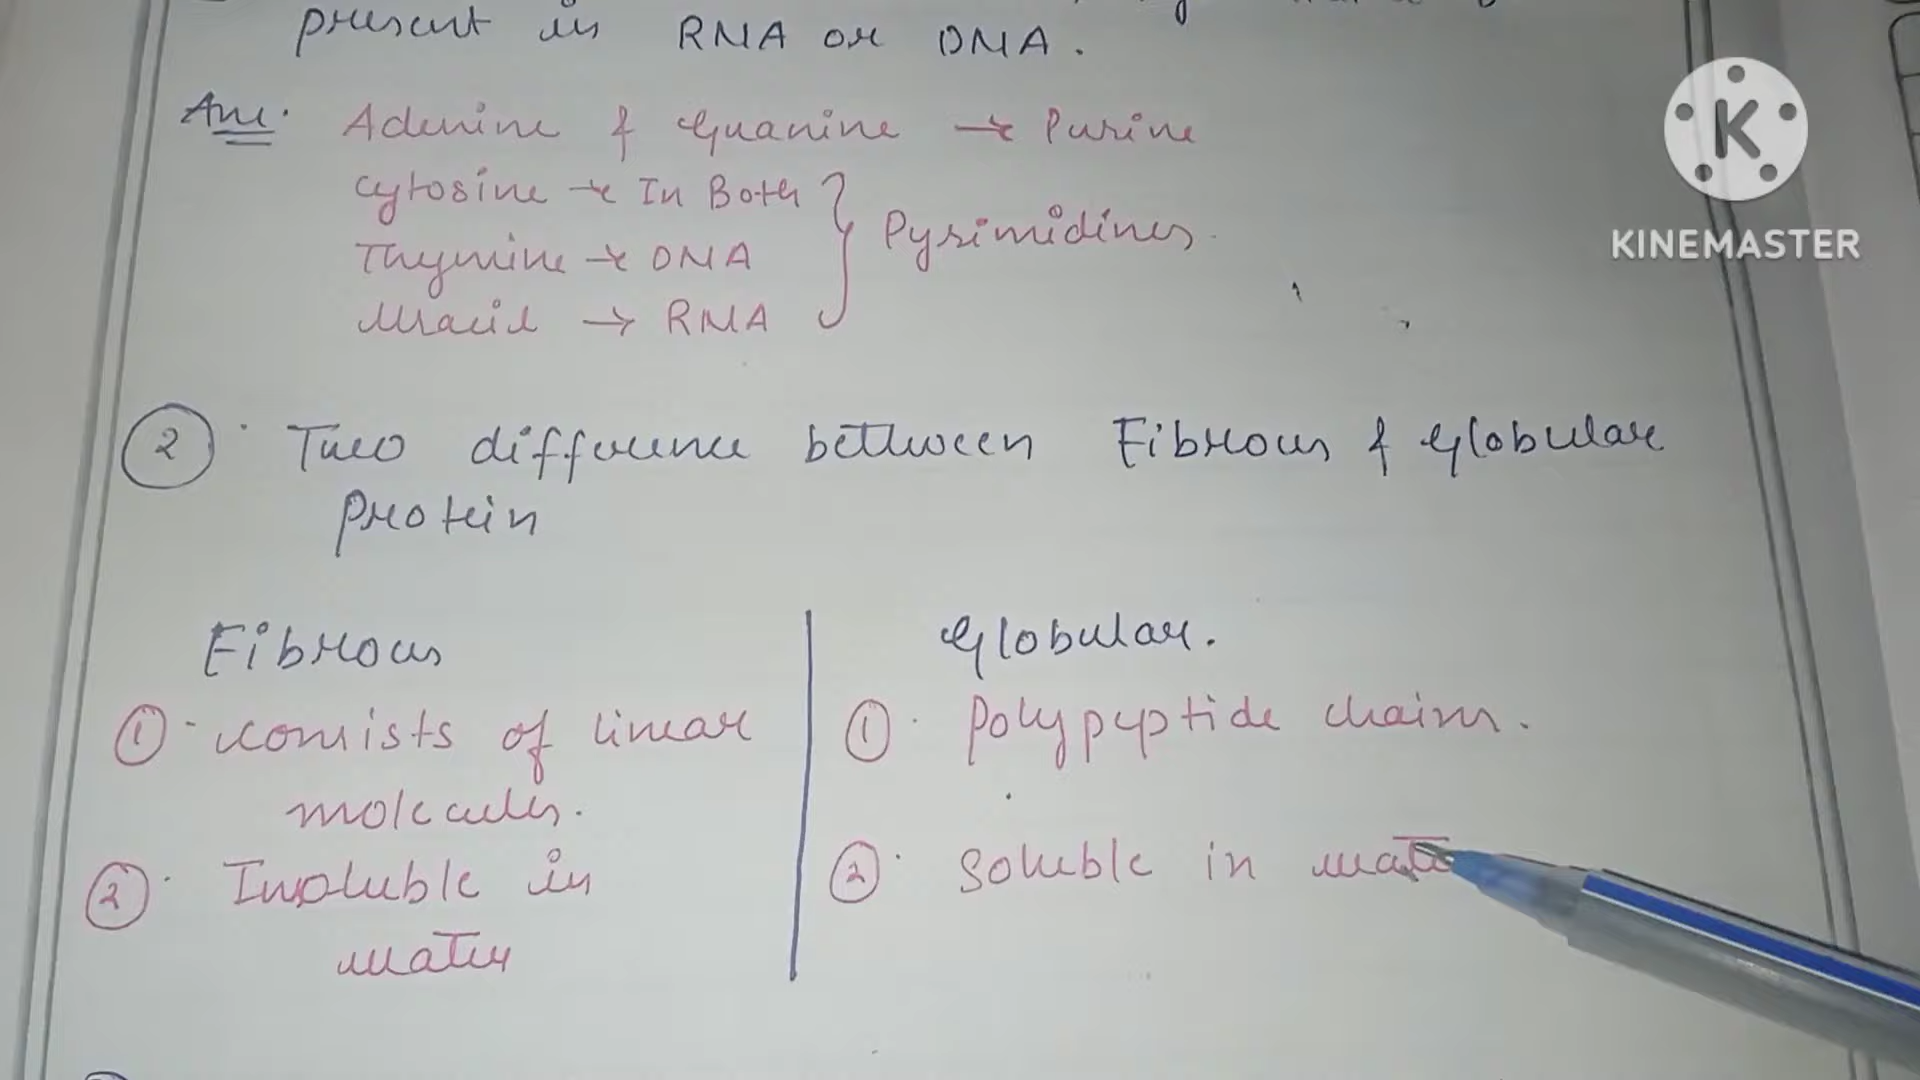 present in RNA or DNA.
Ans. Adenine & Guanine → Purine
Cytosine → In Both
Thymine → DNA
Uracil → RNA
Pyrimidines.
KINEMASTER
2. Two difference between Fibrous & Globular
protein
Fibrous
1. consists of linear
molecules.
2. Insoluble in
water
Globular.
1. Polypeptide chains.
2. Soluble in wat